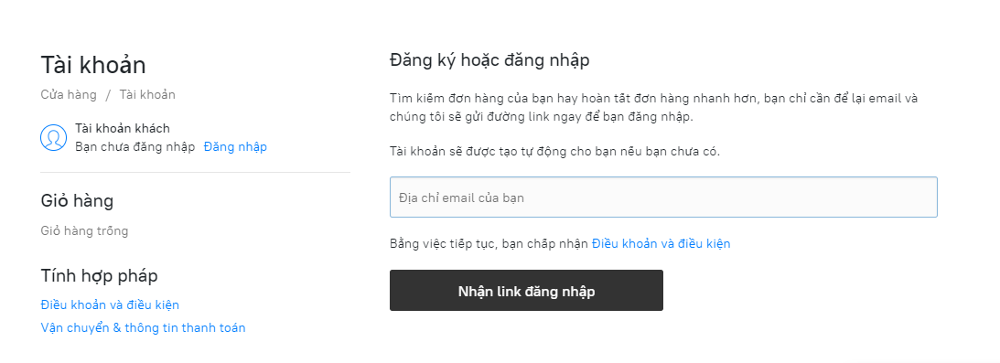 Tài khoản
Cửa hàng / Tài khoản
Tài khoản khách
Bạn chưa đăng nhập Đăng nhập
Giỏ hàng
Giỏ hàng trống
Tính hợp pháp
Điều khoản và điều kiện
Vận chuyển & thông tin thanh toán
Đăng ký hoặc đăng nhập
Tìm kiếm đơn hàng của bạn hay hoàn tất đơn hàng nhanh hơn, bạn chỉ cần để lại email và
chúng tôi sẽ gửi đường link ngay để bạn đăng nhập.
Tài khoản sẽ được tạo tự động cho bạn nếu bạn chưa có.
Địa chỉ email của bạn
Bằng việc tiếp tục, bạn chấp nhận Điều khoản và điều kiện
Nhận link đăng nhập